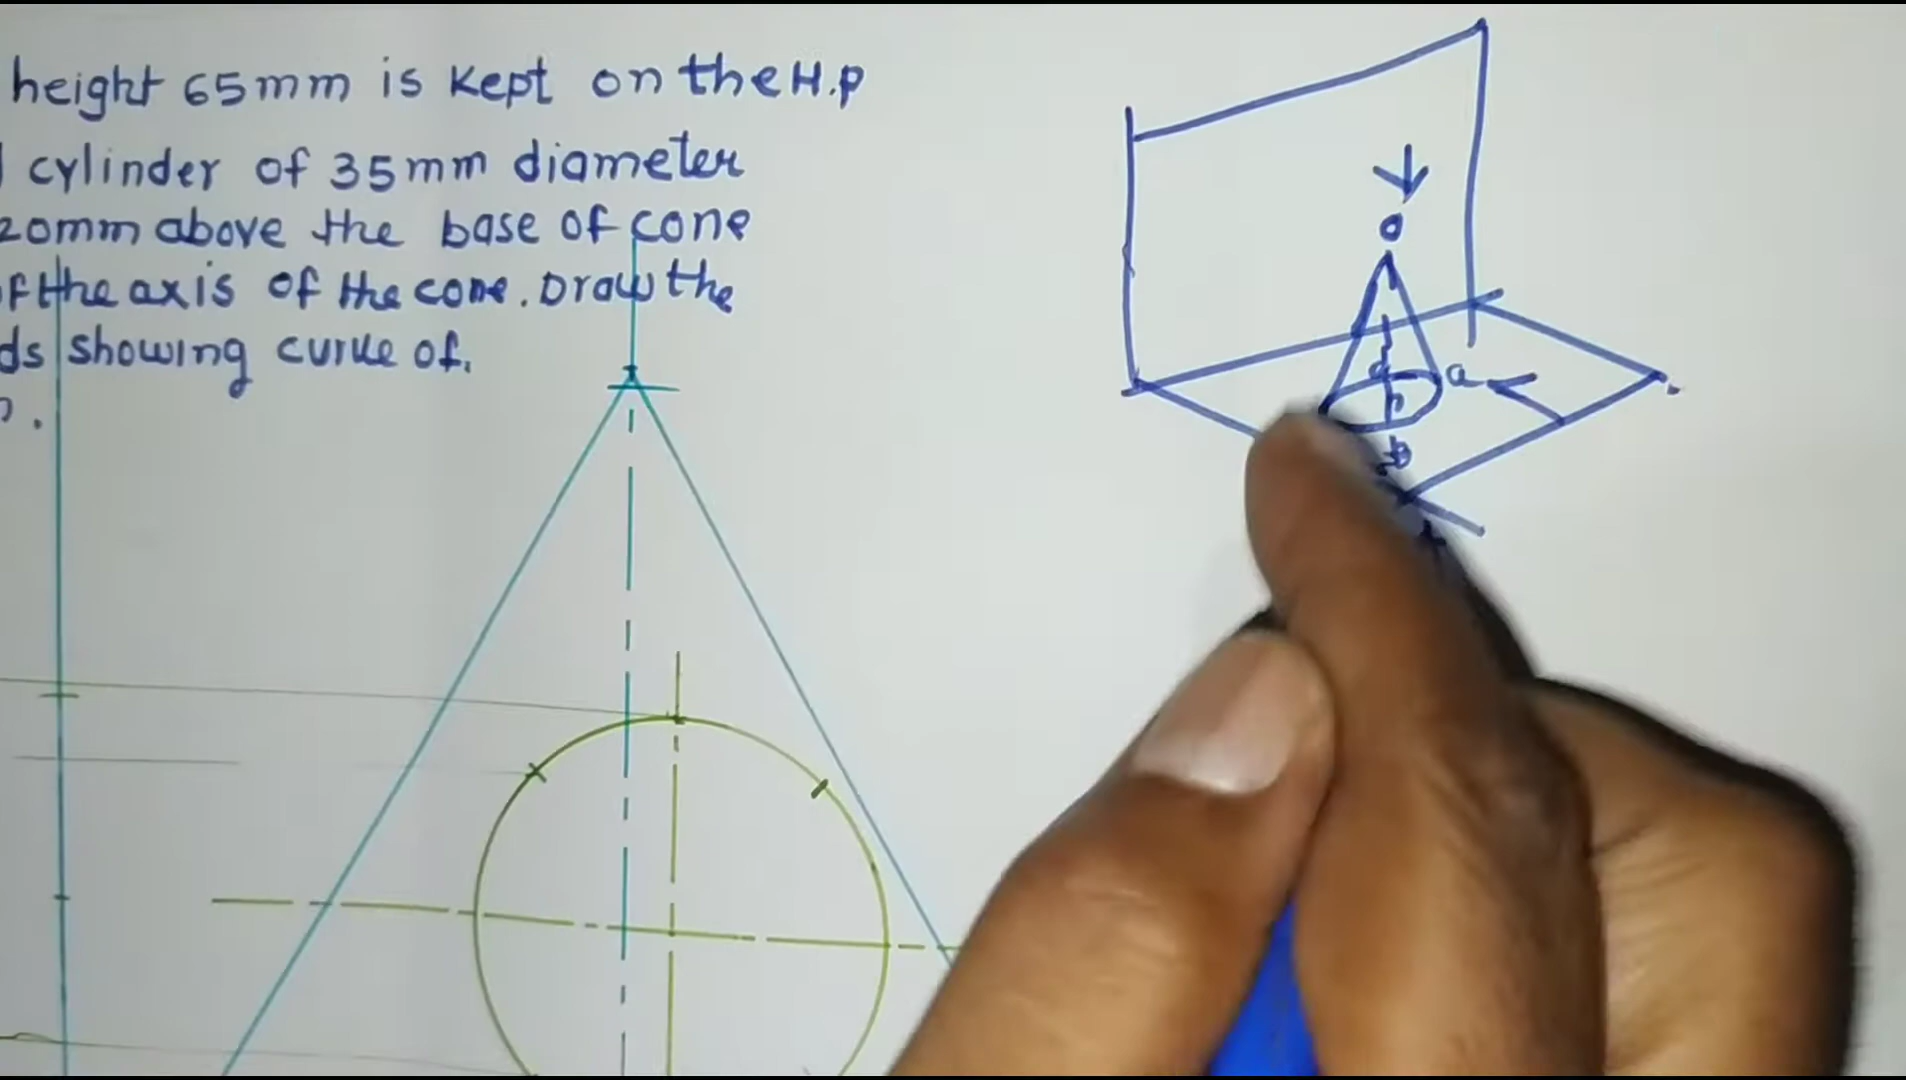 height 65mm is kept on the H.P
cylinder of 35mm diameter
20mm above the base of cone
of the axis of the cone. Draw the
ds showing curve of.
o
d
a
b